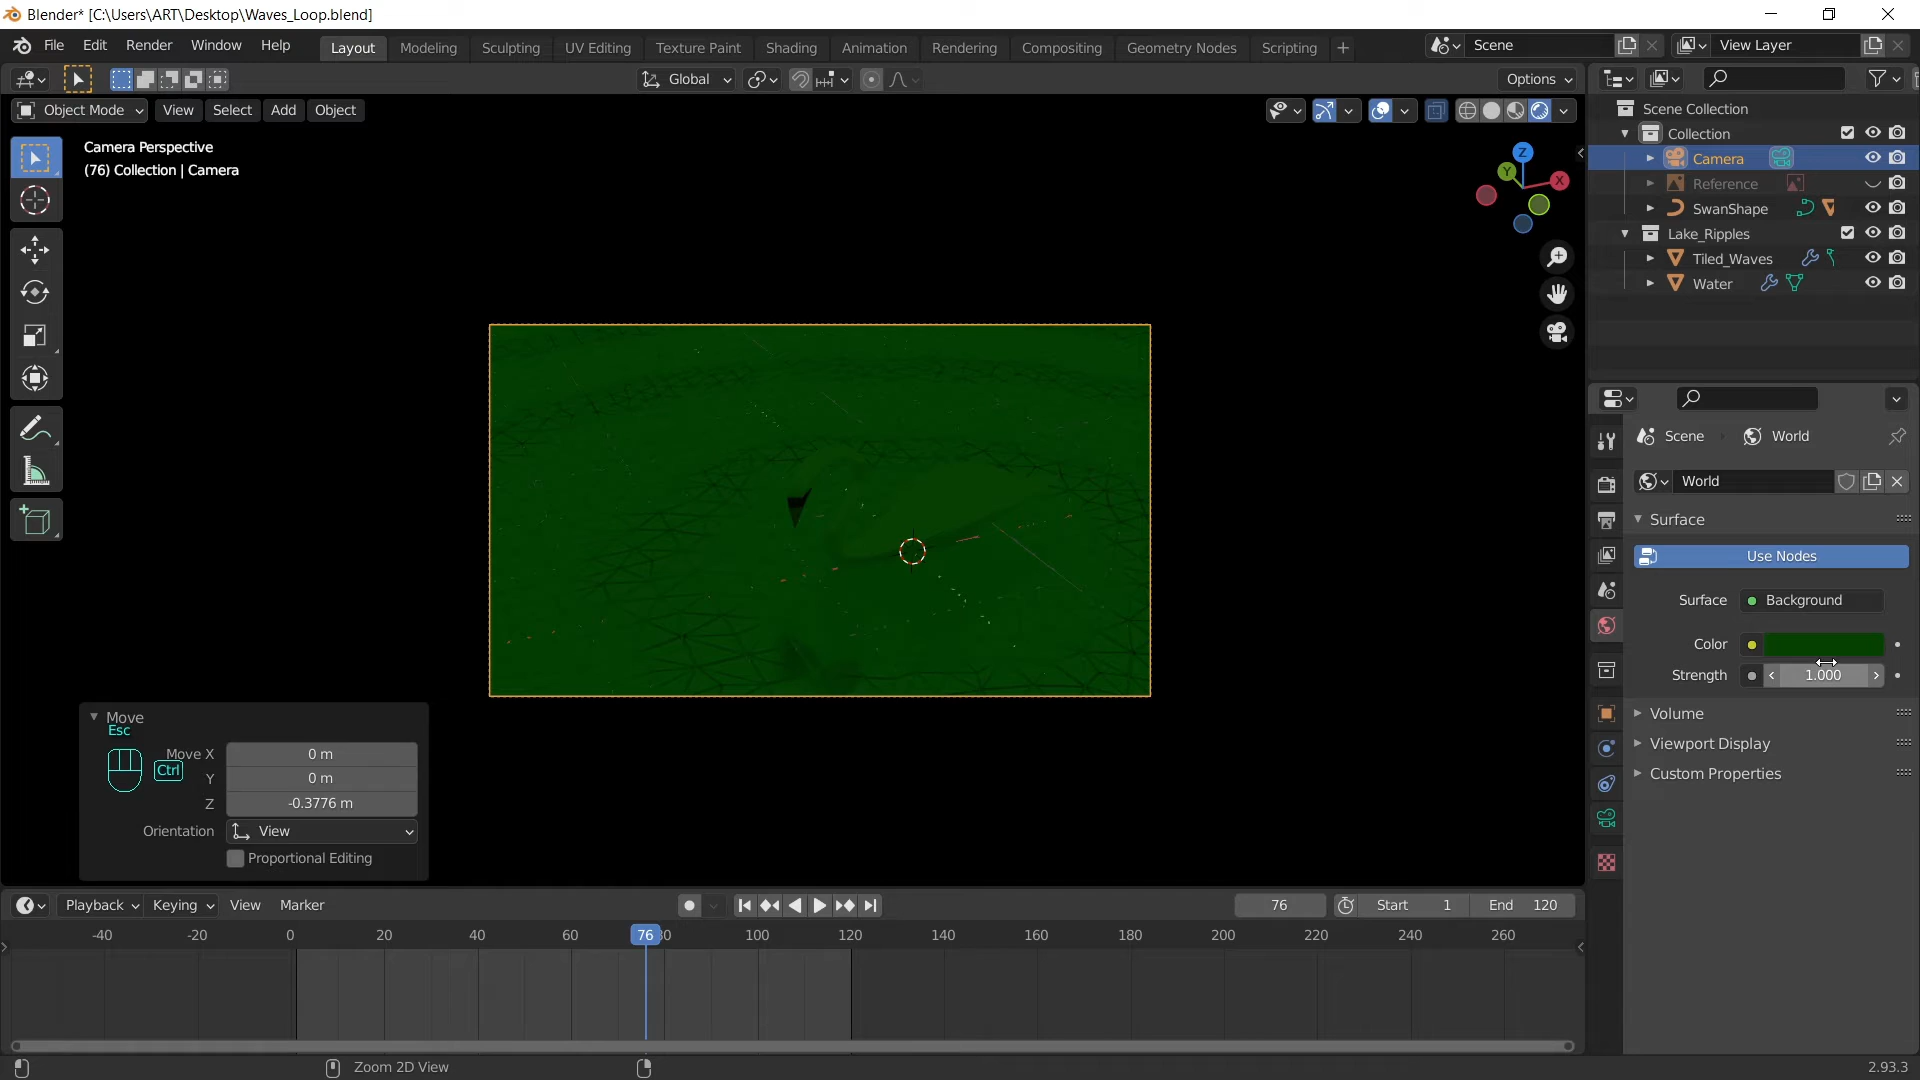 Blender* [C:\Users\ART\Desktop\Waves_Loop.blend]
File Edit Render Window Help Layout Modeling Sculpting UV Editing Texture Paint Shading Animation Rendering Compositing Geometry Nodes Scripting + Scene View Layer
Global Options
Object Mode View Select Add Object
Camera Perspective
(76) Collection | Camera
Z
Y
X
Scene Collection
Collection
Camera
Reference
SwanShape
Lake_Ripples
Tiled_Waves
Water
Scene World
World
Surface
Use Nodes
Surface Background
Color
Strength 1.000
Volume
Viewport Display
Custom Properties
Move
Esc
Move X 0 m
Ctrl
Y 0 m
Z -0.3776 m
Orientation View
Proportional Editing
Playback Keying View Marker 76 Start 1 End 120
-40 -20 0 20 40 60 76 80 100 120 140 160 180 200 220 240 260
Zoom 2D View 2.93.3